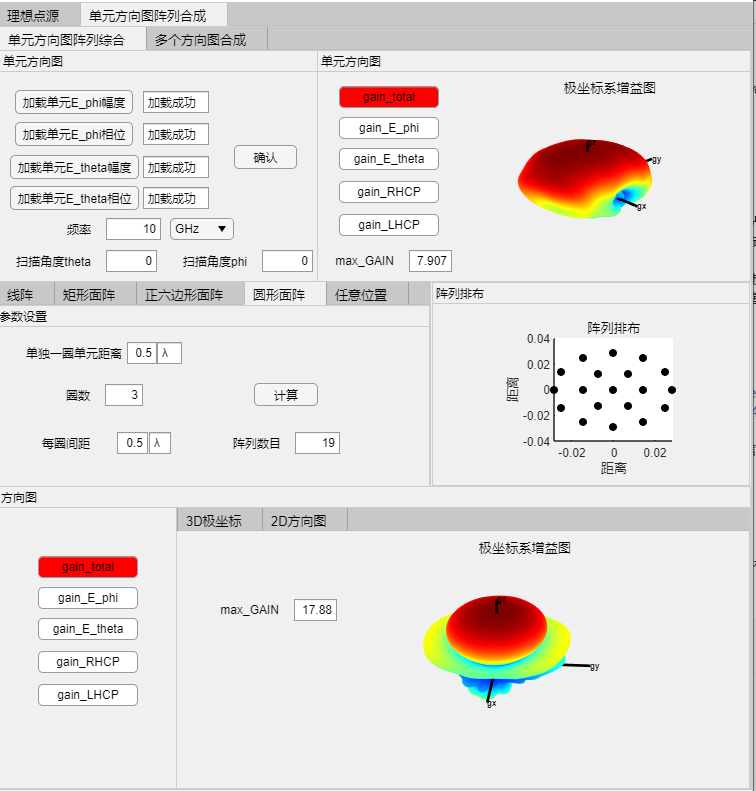 理想点源 单元方向图阵列合成
单元方向图阵列综合 多个方向图合成
单元方向图
加载单元E_phi幅度 加载成功
加载单元E_phi相位 加载成功
加载单元E_theta幅度 加载成功
加载单元E_theta相位 加载成功
确认
频率 10 GHz
扫描角度theta 0 扫描角度phi 0
单元方向图
gain_total
gain_E_phi
gain_E_theta
gain_RHCP
gain_LHCP
max_GAIN 7.907
极坐标系增益图
gz
gy
gx
线阵 矩形面阵 正六边形面阵 圆形面阵 任意位置
参数设置
单独一圆单元距离 0.5 λ
圆数 3 计算
每圆间距 0.5 λ 阵列数目 19
阵列排布
阵列排布
0.04
0.02
0
-0.02
-0.04
距离
-0.02 0 0.02
距离
方向图
gain_total
gain_E_phi
gain_E_theta
gain_RHCP
gain_LHCP
3D极坐标 2D方向图
极坐标系增益图
max_GAIN 17.88
gz
gy
gx